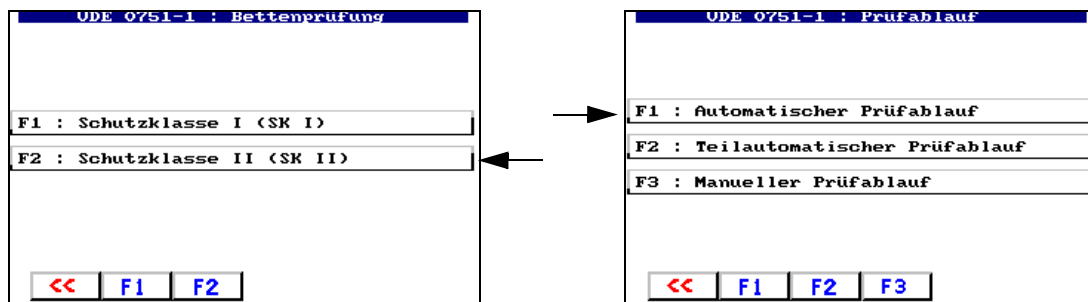 VDE 0751-1 : Bettenprüfung
F1 : Schutzklasse I (SK I)
F2 : Schutzklasse II (SK II)
<< F1 F2
VDE 0751-1 : Prüfablauf
F1 : Automatischer Prüfablauf
F2 : Teilautomatischer Prüfablauf
F3 : Manueller Prüfablauf
<< F1 F2 F3